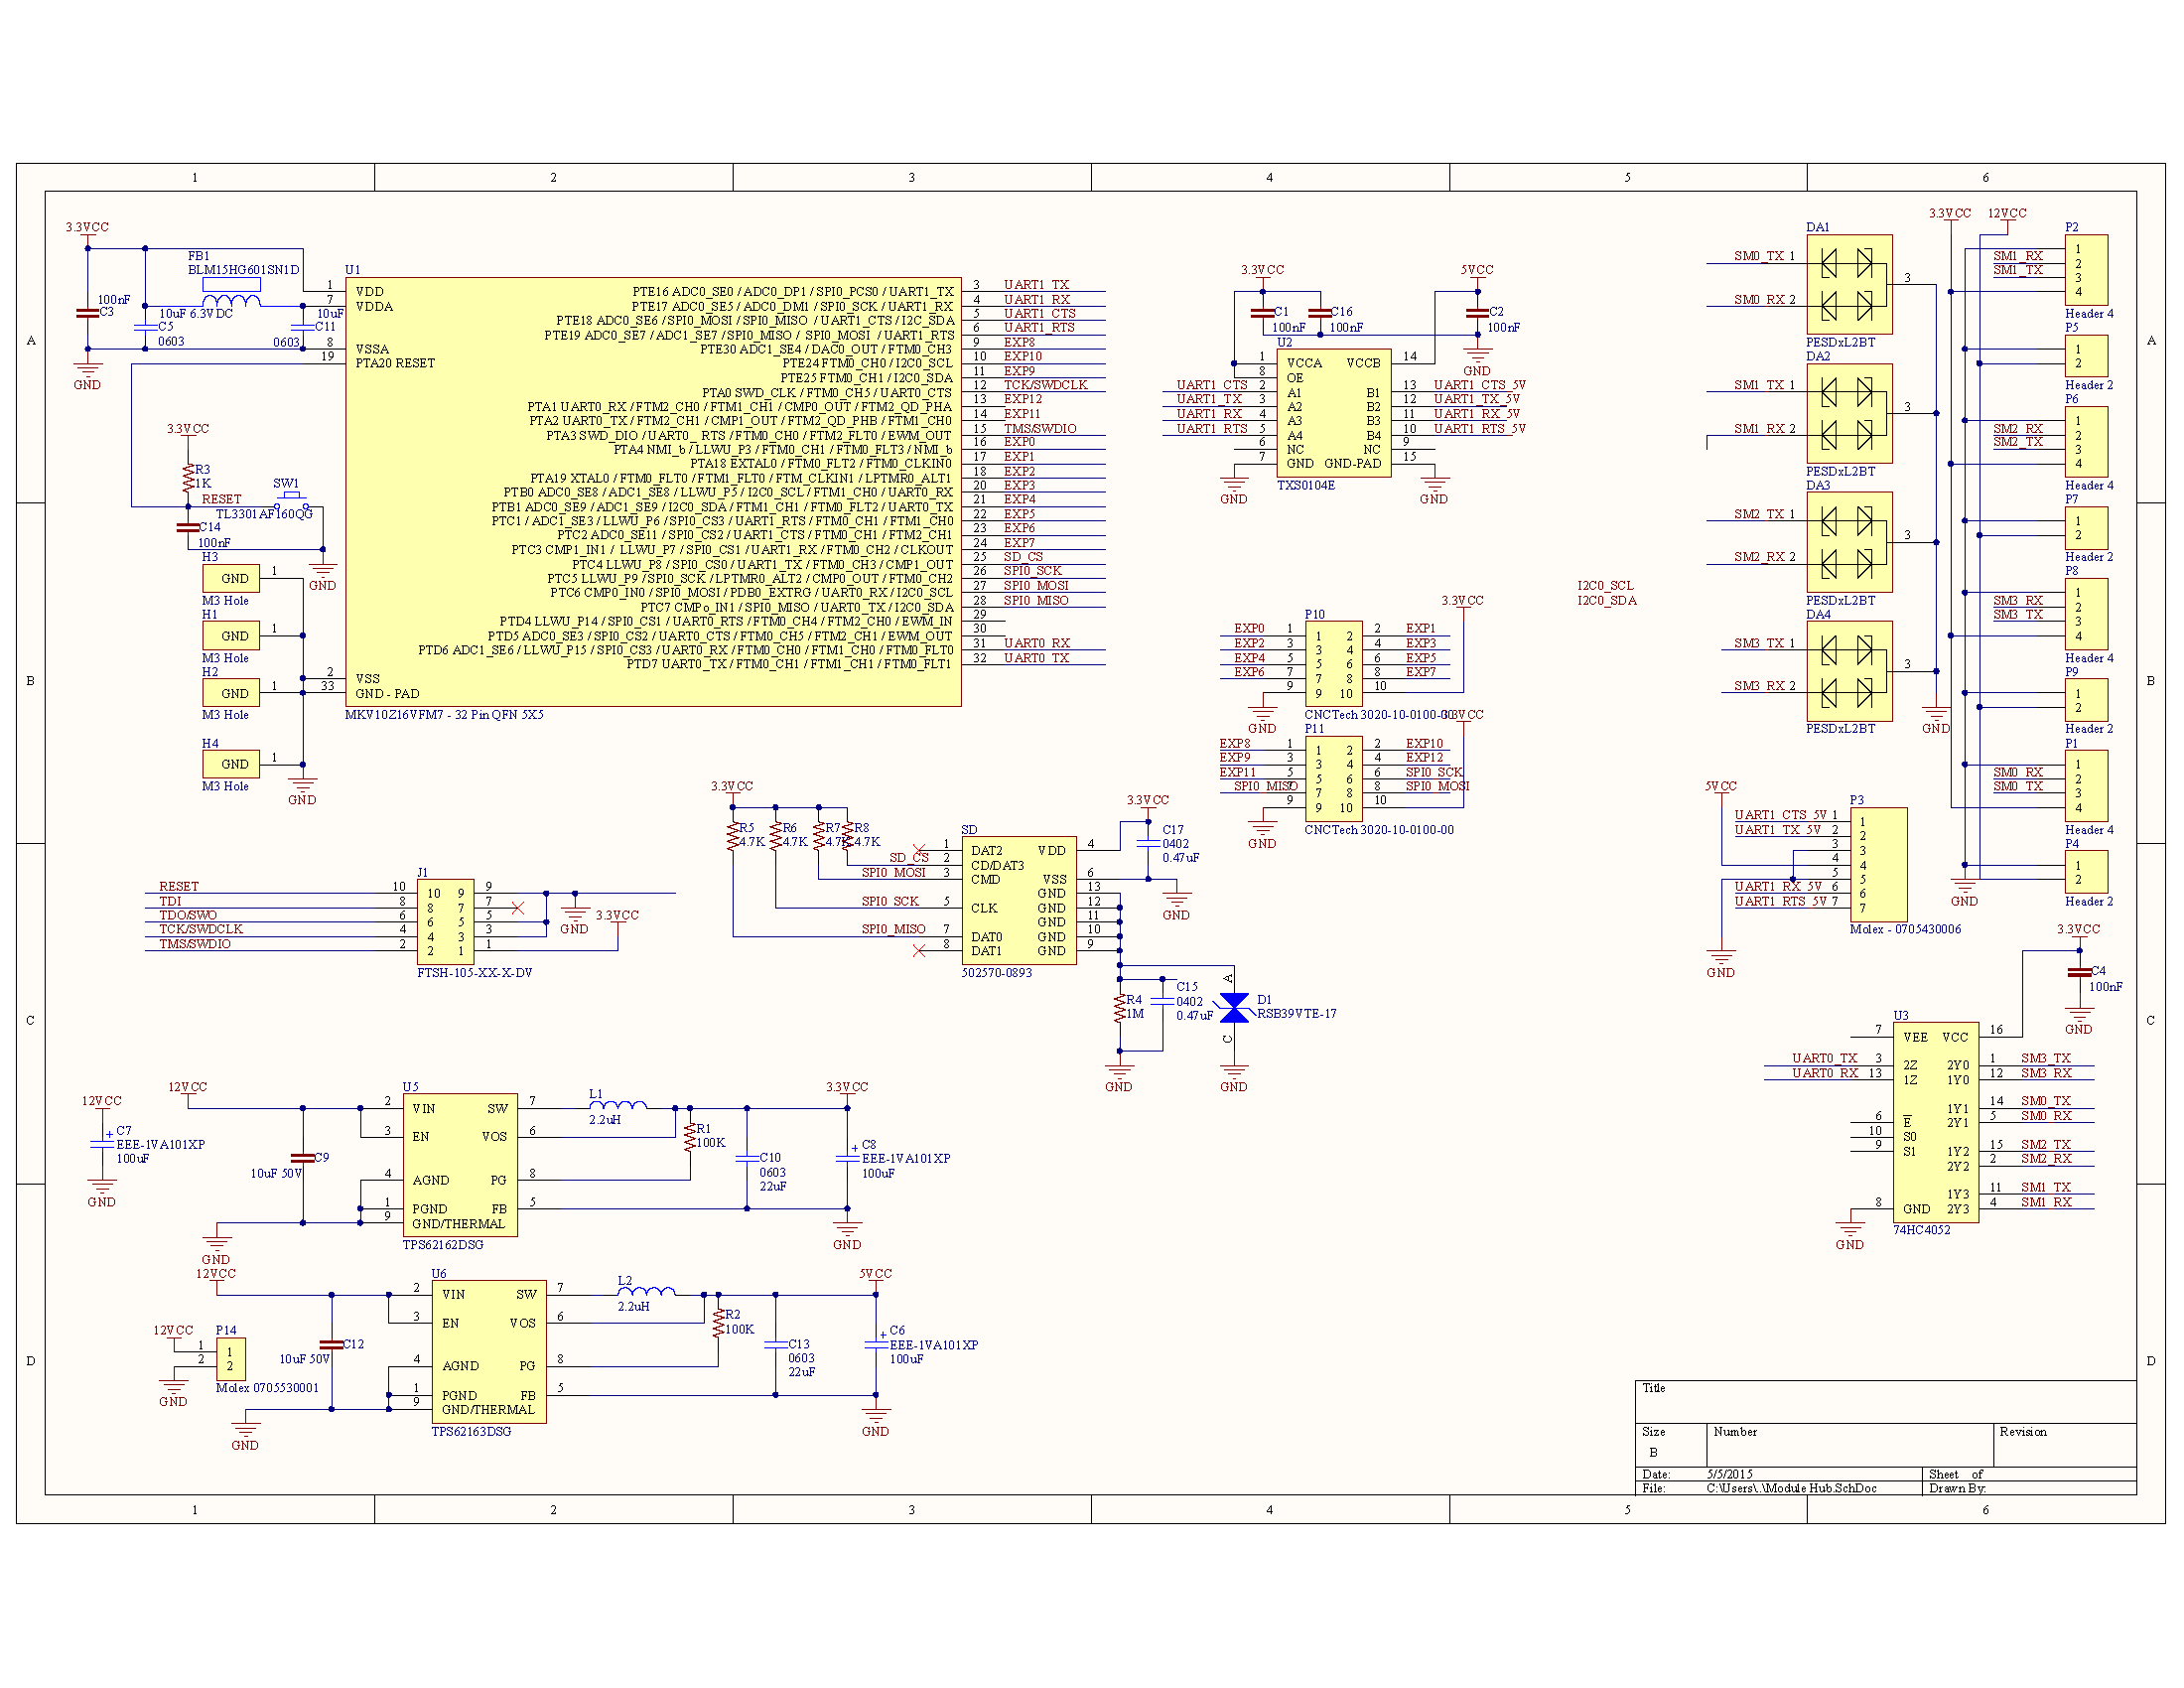 1 2 3 4 5 6
A
B
C
D
3.3VCC
100nF
C3
GND
FB1
BLM15HG601SN1D
10uF 6.3V DC
C5
0603
10uF
C11
0603
3.3VCC
R3
1K
RESET
SW1
TL3301AF160QG
C14
100nF
GND
H3
GND 1
M3 Hole
H1
GND 1
M3 Hole
H2
GND 1
M3 Hole
H4
GND 1
M3 Hole
GND
U1
1 VDD
7 VDDA
8 VSSA
19 PTA20 RESET
2 VSS
33 GND - PAD
PTE16 ADC0_SE0 / ADC0_DP1 / SPI0_PCS0 / UART1_TX 3 UART1_TX
PTE17 ADC0_SE5 / ADC0_DM1 / SPI0_SCK / UART1_RX 4 UART1_RX
PTE18 ADC0_SE6 / SPI0_MOSI / SPI0_MISO / UART1_CTS / I2C_SDA 5 UART1_CTS
PTE19 ADC0_SE7 / ADC1_SE7 / SPI0_MISO / SPI0_MOSI / UART1_RTS 6 UART1_RTS
PTE30 ADC1_SE4 / DAC0_OUT / FTM0_CH3 9 EXP8
PTE24 FTM0_CH0 / I2C0_SCL 10 EXP10
PTE25 FTM0_CH1 / I2C0_SDA 11 EXP9
PTA0 SWD_CLK / FTM0_CH5 / UART0_CTS 12 TCK/SWDCLK
PTA1 UART0_RX / FTM2_CH0 / FTM1_CH1 / CMP0_OUT / FTM2_QD_PHA 13 EXP12
PTA2 UART0_TX / FTM2_CH1 / CMP1_OUT / FTM2_QD_PHB / FTM1_CH0 14 EXP11
PTA3 SWD_DIO / UART0_ RTS / FTM0_CH0 / FTM2_FLT0 / EWM_OUT 15 TMS/SWDIO
PTA4 NMI_b / LLWU_P3 / FTM0_CH1 / FTM0_FLT3 / NMI_b 16 EXP0
PTA18 EXTAL0 / FTM0_FLT2 / FTM0_CLKIN0 17 EXP1
PTA19 XTAL0 / FTM0_FLT0 / FTM1_FLT0 / FTM_CLKIN1 / LPTMR0_ALT1 18 EXP2
PTB0 ADC0_SE8 / ADC1_SE8 / LLWU_P5 / I2C0_SCL / FTM1_CH0 / UART0_RX 20 EXP3
PTB1 ADC0_SE9 / ADC1_SE9 / I2C0_SDA / FTM1_CH1 / FTM0_FLT2 / UART0_TX 21 EXP4
PTC1 / ADC1_SE3 / LLWU_P6 / SPI0_CS3 / UART1_RTS / FTM0_CH1 / FTM1_CH0 22 EXP5
PTC2 ADC0_SE11 / SPI0_CS2 / UART1_CTS / FTM0_CH1 / FTM2_CH1 23 EXP6
PTC3 CMP1_IN1 / LLWU_P7 / SPI0_CS1 / UART1_RX / FTM0_CH2 / CLKOUT 24 EXP7
PTC4 LLWU_P8 / SPI0_CS0 / UART1_TX / FTM0_CH3 / CMP1_OUT 25 SD_CS
PTC5 LLWU_P9 / SPI0_SCK / LPTMR0_ALT2 / CMP0_OUT / FTM0_CH2 26 SPI0_SCK
PTC6 CMP0_IN0 / SPI0_MOSI / PDB0_EXTRG / UART0_RX / I2C0_SCL 27 SPI0_MOSI
PTC7 CMPo_IN1 / SPI0_MISO / UART0_TX / I2C0_SDA 28 SPI0_MISO
PTD4 LLWU_P14 / SPI0_CS1 / UART0_RTS / FTM0_CH4 / FTM2_CH0 / EWM_IN 29
PTD5 ADC0_SE3 / SPI0_CS2 / UART0_CTS / FTM0_CH5 / FTM2_CH1 / EWM_OUT 30
PTD6 ADC1_SE6 / LLWU_P15 / SPI0_CS3 / UART0_RX / FTM0_CH0 / FTM1_CH0 / FTM0_FLT0 31 UART0_RX
PTD7 UART0_TX / FTM0_CH1 / FTM1_CH1 / FTM0_FLT1 32 UART0_TX
MKV10Z16VFM7 - 32 Pin QFN 5X5
3.3VCC
5VCC
C1
100nF
C16
100nF
C2
100nF
GND
U2
1 VCCA VCCB 14
8 OE
UART1_CTS 2 A1 B1 13 UART1_CTS_5V
UART1_TX 3 A2 B2 12 UART1_TX_5V
UART1_RX 4 A3 B3 11 UART1_RX_5V
UART1_RTS 5 A4 B4 10 UART1_RTS_5V
6 NC NC 9
7 GND GND-PAD 15
GND
TXS0104E
GND
I2C0_SCL
I2C0_SDA
3.3VCC
P10
EXP0 1 1 2 2 EXP1
EXP2 3 3 4 4 EXP3
EXP4 5 5 6 6 EXP5
EXP6 7 7 8 8 EXP7
9 9 10 10
GND
CNCTech 3020-10-0100-00
3.3VCC
P11
EXP8 1 1 2 2 EXP10
EXP9 3 3 4 4 EXP12
EXP11 5 5 6 6 SPI0_SCK
SPI0_MISO 7 7 8 8 SPI0_MOSI
9 9 10 10
GND
CNCTech 3020-10-0100-00
DA1
SM0_TX 1
SM0_RX 2
3
PESDxL2BT
DA2
SM1_TX 1
SM1_RX 2
3
PESDxL2BT
DA3
SM2_TX 1
SM2_RX 2
3
PESDxL2BT
DA4
SM3_TX 1
SM3_RX 2
3
PESDxL2BT
GND
3.3VCC
12VCC
P2
1
SM1_RX 2
SM1_TX 3
4
Header 4
P5
1
2
Header 2
P6
1
SM2_RX 2
SM2_TX 3
4
Header 4
P7
1
2
Header 2
P8
1
SM3_RX 2
SM3_TX 3
4
Header 4
P9
1
2
Header 2
P1
1
SM0_RX 2
SM0_TX 3
4
Header 4
P4
1
2
Header 2
GND
5VCC
P3
UART1_CTS_5V 1 1
UART1_TX_5V 2 2
3 3
4 4
5 5
UART1_RX_5V 6 6
UART1_RTS_5V 7 7
Molex - 0705430006
GND
3.3VCC
R5
4.7K
R6
4.7K
R7
4.7K
R8
4.7K
SD
1 DAT2 VDD 4
SD_CS 2 CD/DAT3
SPI0_MOSI 3 CMD VSS 6
GND 13
SPI0_SCK 5 CLK GND 12
GND 11
SPI0_MISO 7 DAT0 GND 10
8 DAT1 GND 9
502570-0893
3.3VCC
C17
0402
0.47uF
GND
R4
1M
C15
0402
0.47uF
A
C
D1
RSB39VTE-17
GND
GND
J1
RESET 10 10 9 9
TDI 8 8 7 7
TDO/SWO 6 6 5 5
TCK/SWDCLK 4 4 3 3
TMS/SWDIO 2 2 1 1
FTSH-105-XX-X-DV
GND
3.3VCC
3.3VCC
C4
100nF
GND
U3
7 VEE VCC 16
UART0_TX 3 2Z 2Y0 1 SM3_TX
UART0_RX 13 1Z 1Y0 12 SM3_RX
1Y1 14 SM0_TX
6 E 2Y1 5 SM0_RX
10 S0
9 S1 1Y2 15 SM2_TX
2Y2 2 SM2_RX
1Y3 11 SM1_TX
8 GND 2Y3 4 SM1_RX
GND
74HC4052
12VCC
C7
EEE-1VA101XP
100uF
GND
12VCC
C9
10uF 50V
GND
U5
2 VIN SW 7
3 EN VOS 6
4 AGND PG 8
1 PGND FB 5
9 GND/THERMAL
TPS62162DSG
L1
2.2uH
R1
100K
C10
0603
22uF
3.3VCC
C8
EEE-1VA101XP
100uF
GND
12VCC
C12
10uF 50V
GND
12VCC
P14
1 1
2 2
GND
Molex 0705530001
U6
2 VIN SW 7
3 EN VOS 6
4 AGND PG 8
1 PGND FB 5
9 GND/THERMAL
TPS62163DSG
L2
2.2uH
R2
100K
C13
0603
22uF
5VCC
C6
EEE-1VA101XP
100uF
GND
Title
Size
B
Number
Revision
Date: 5/5/2015
Sheet of
File: C:\Users\..\Module Hub.SchDoc
Drawn By:
A
B
C
D
1 2 3 4 5 6